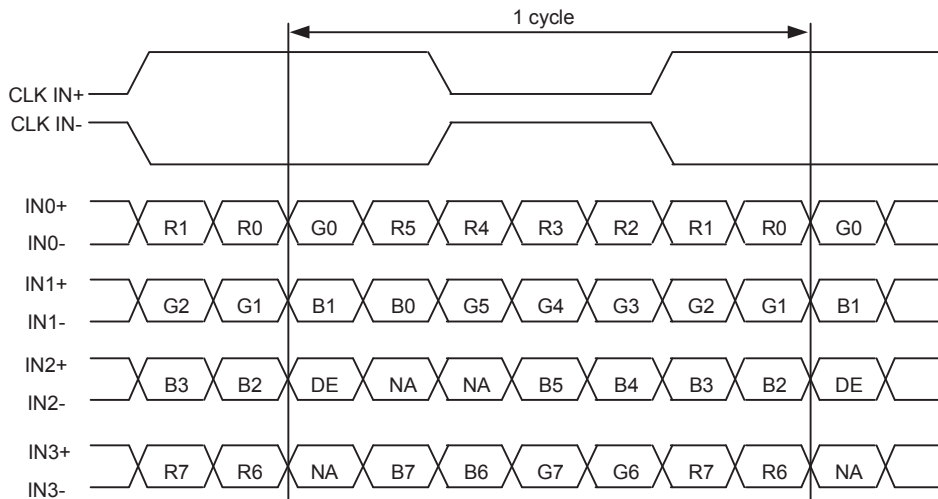 1 cycle
CLK IN+
CLK IN-
IN0+
R1 R0 G0 R5 R4 R3 R2 R1 R0 G0
IN0-
IN1+
G2 G1 B1 B0 G5 G4 G3 G2 G1 B1
IN1-
IN2+
B3 B2 DE NA NA B5 B4 B3 B2 DE
IN2-
IN3+
R7 R6 NA B7 B6 G7 G6 R7 R6 NA
IN3-